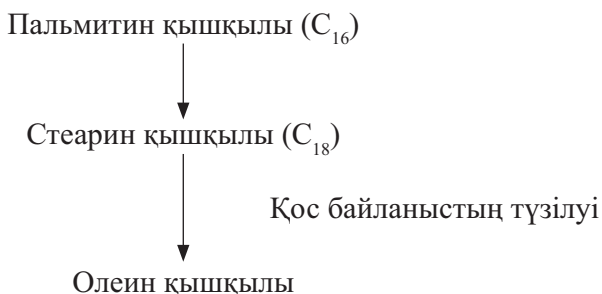 Пальмитин қышқылы (C₁₆)
Стеарин қышқылы (C₁₈)
Қос байланыстың түзілуі
Олеин қышқылы